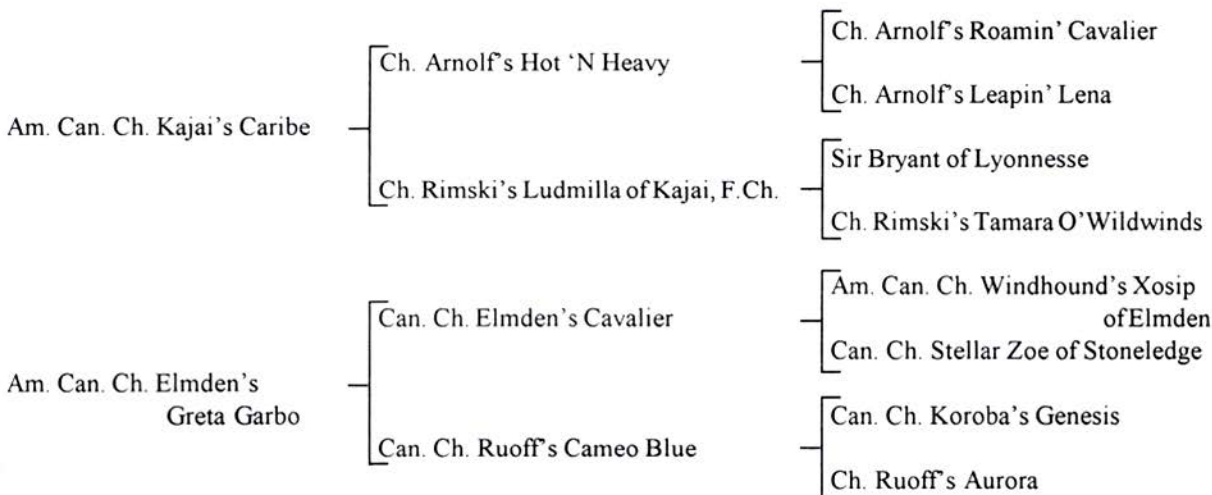 Ch. Arnolf's Roamin' Cavalier
Ch. Arnolf's Hot 'N Heavy
Ch. Arnolf's Leapin' Lena
Am. Can. Ch. Kajai's Caribe
Sir Bryant of Lyonnesse
Ch. Rimski's Ludmilla of Kajai, F.Ch.
Ch. Rimski's Tamara O'Wildwinds
Am. Can. Ch. Windhound's Xosip
of Elmden
Can. Ch. Elmden's Cavalier
Can. Ch. Stellar Zoe of Stoneledge
Am. Can. Ch. Elmden's
Greta Garbo
Can. Ch. Koroba's Genesis
Can. Ch. Ruoff's Cameo Blue
Ch. Ruoff's Aurora